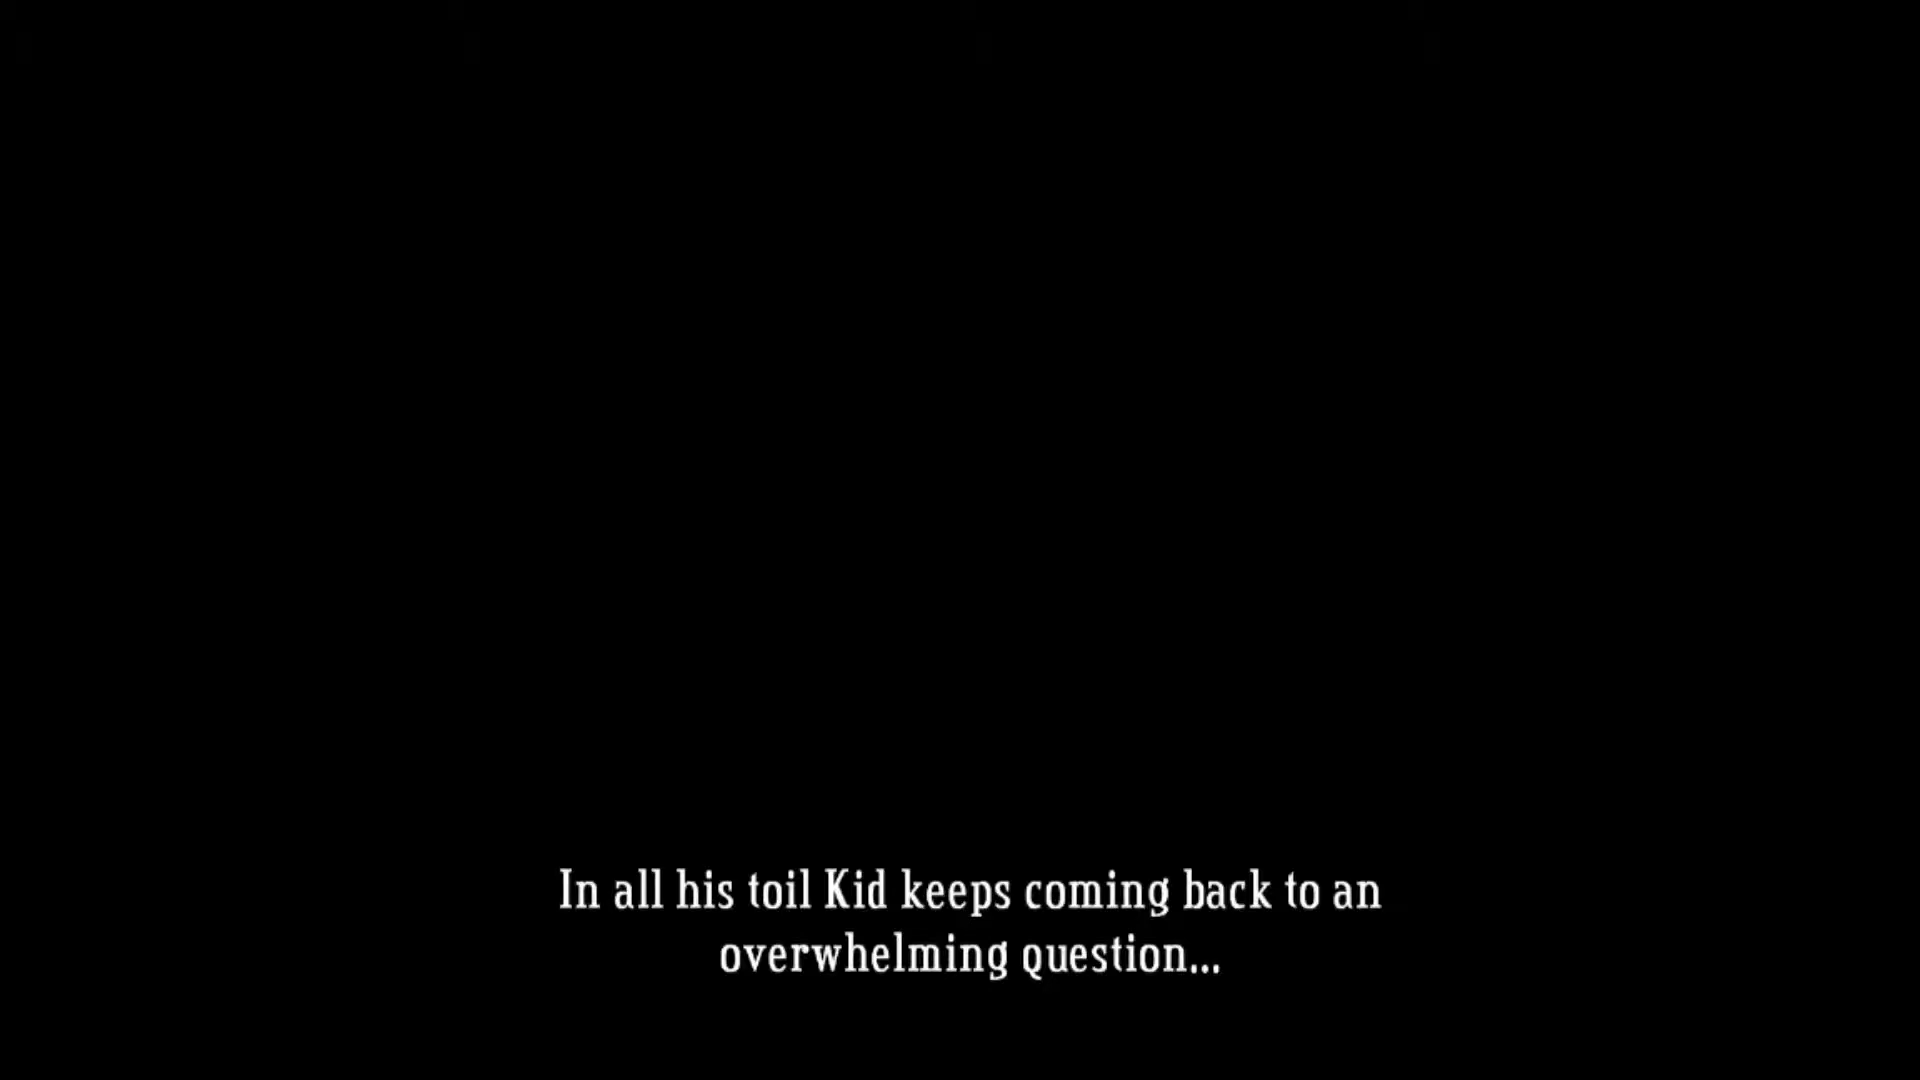 In all his toil Kid keeps coming back to an
overwhelming question...